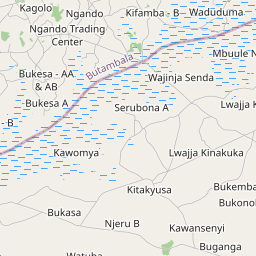 Kagolo
Ngando
Kifamba - B
Waduduma
Ngando Trading
Center
Butambala
Mbuule N
Bukesa - AA
& AB
Wajinja Senda
Bukesa A
Serubona A
Lwajja K
- B
Kawomya
Lwajja Kinakuka
Kitakyusa
Bukemba
Bukono
Bukasa
Njeru B
Kawansenyi
Buganga
Watuba